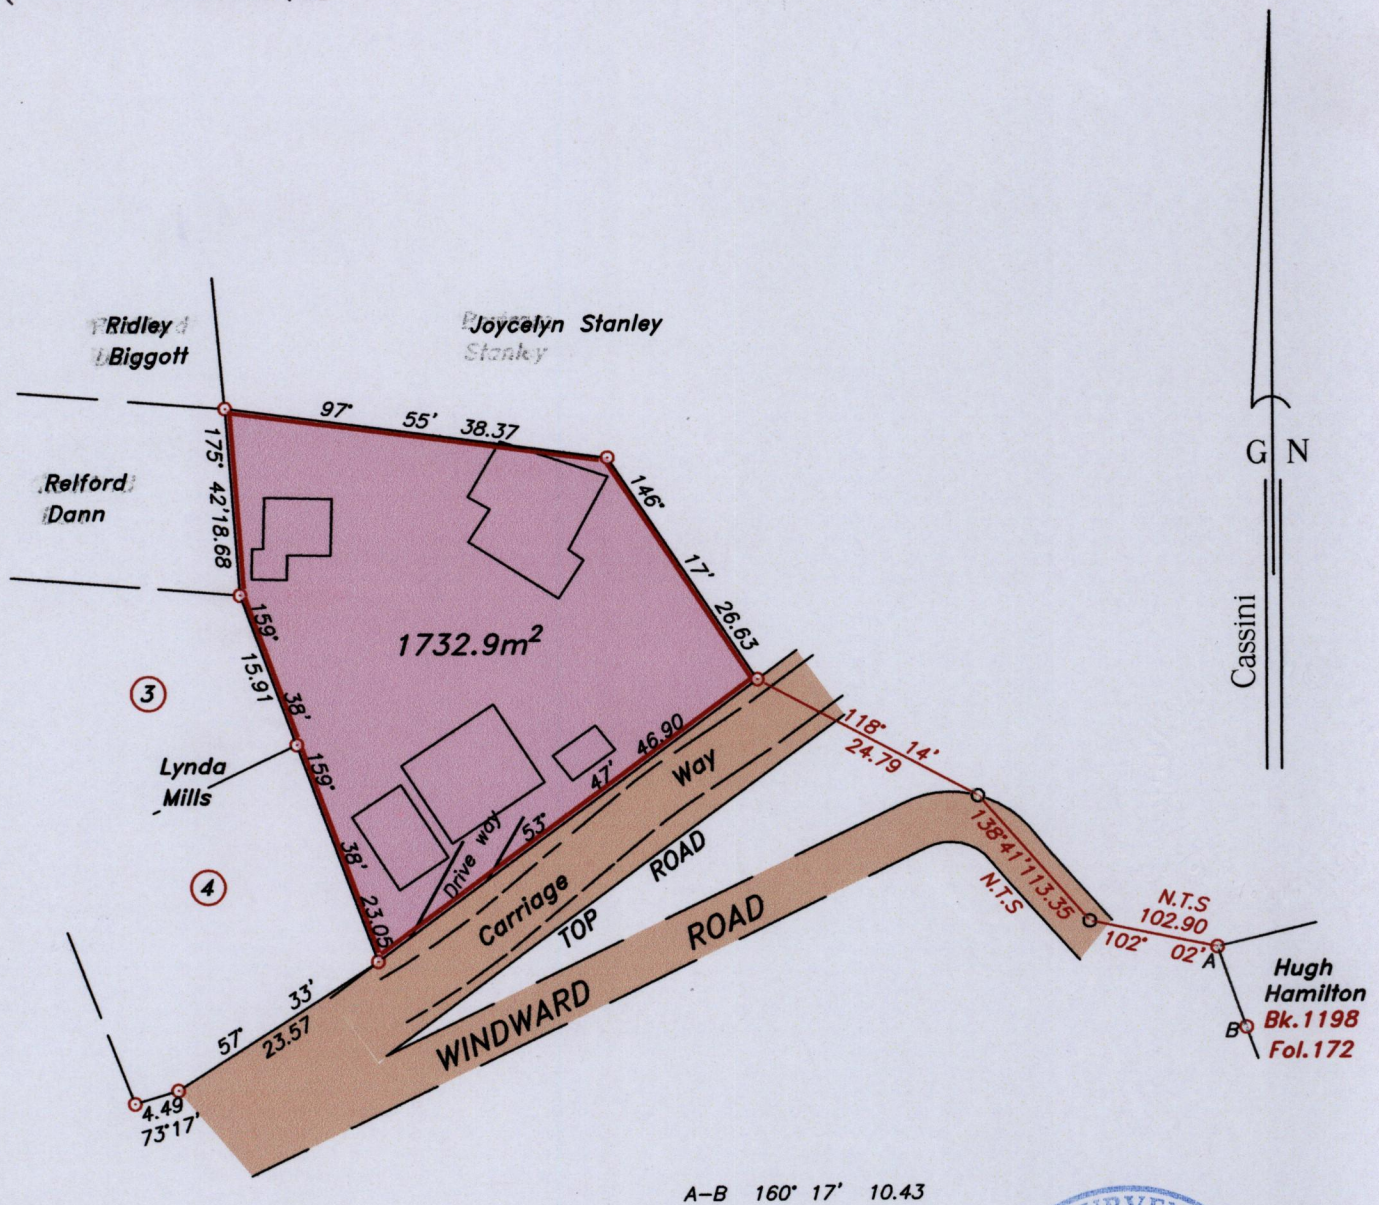 Ridley
Biggott
Joycelyn Stanley
Stanley
97° 55' 38.37
175° 42' 18.68
Relford
Dann
146° 17' 26.63
G N
Cassini
1732.9m²
159° 38'
15.91
3
Lynda
Mills
4
159° 38' 23.05
53° 47' 46.90
Drive way
Carriage Way
TOP ROAD
WINDWARD ROAD
118° 14'
24.79
138° 41' 113.35
N.T.S
N.T.S
102.90
102° 02'
A
Hugh
Hamilton
B
Bk.1198
Fol.172
57° 33'
23.57
4.49
73° 17'
A-B 160° 17' 10.43